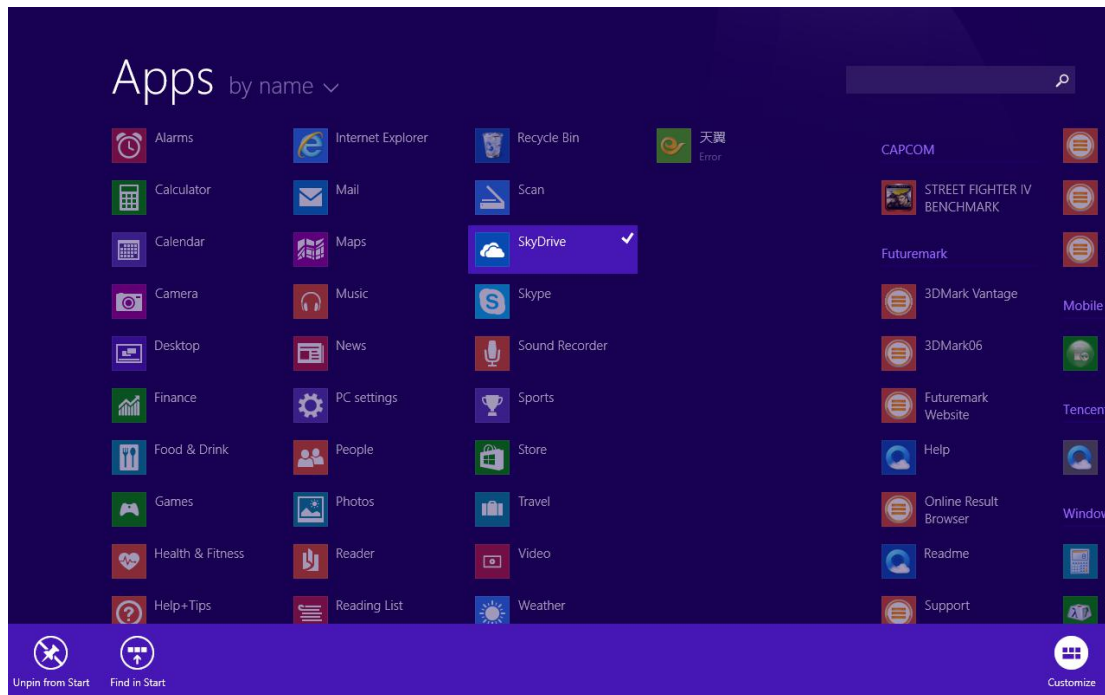 Apps by name
Alarms
Calculator
Calendar
Camera
Desktop
Finance
Food & Drink
Games
Health & Fitness
Help+Tips
Internet Explorer
Mail
Maps
Music
News
PC settings
People
Photos
Reader
Reading List
Recycle Bin
Scan
SkyDrive
Skype
Sound Recorder
Sports
Store
Travel
Video
Weather
天翼
Error
CAPCOM
STREET FIGHTER IV
BENCHMARK
Futuremark
3DMark Vantage
3DMark06
Futuremark
Website
Help
Online Result
Browser
Readme
Support
Mobile
Tencen
Window
Unpin from Start
Find in Start
Customize